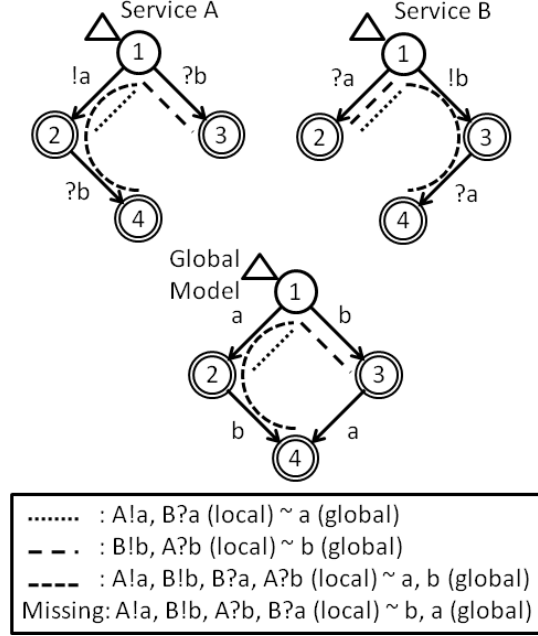 Service A
Service B
1
1
!a
?b
?a
!b
2
3
2
3
?b
?a
4
4
Global
Model
1
a
b
2
3
b
a
4
: A!a, B?a (local) ~ a (global)
: B!b, A?b (local) ~ b (global)
: A!a, B!b, B?a, A?b (local) ~ a, b (global)
Missing: A!a, B!b, A?b, B?a (local) ~ b, a (global)